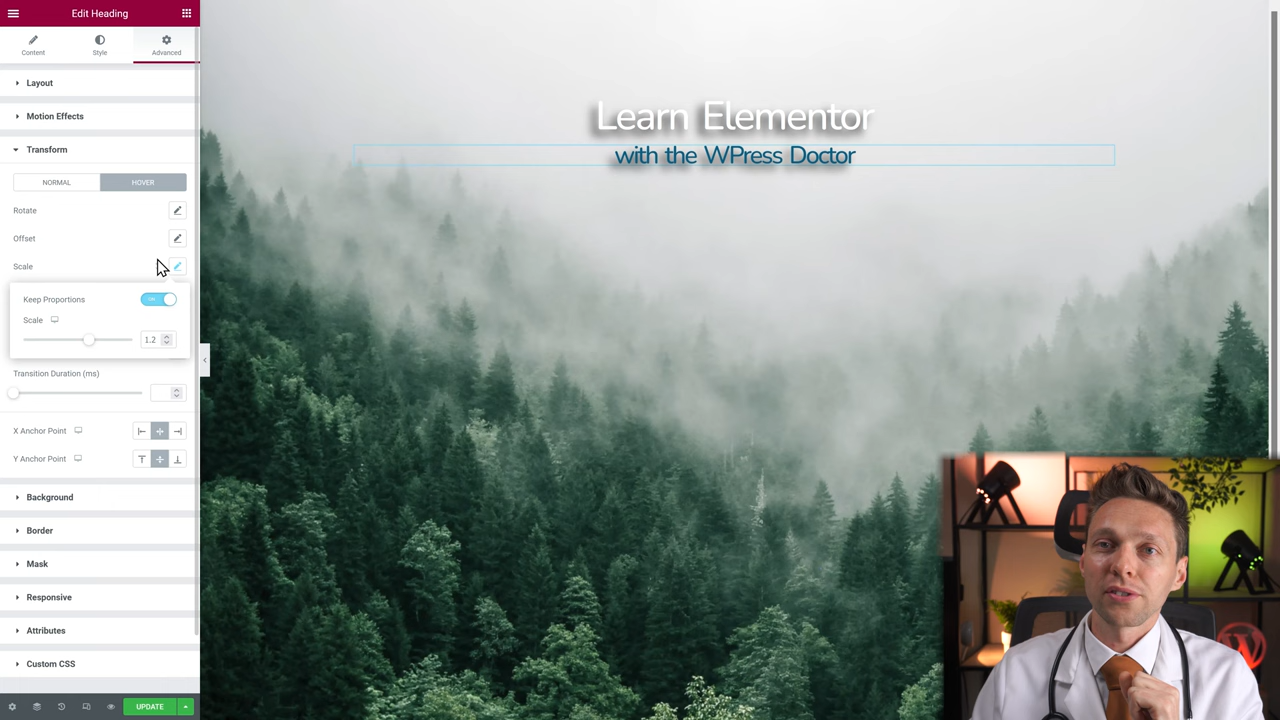 Edit Heading
Content
Style
Advanced
Layout
Motion Effects
Transform
NORMAL
HOVER
Rotate
Offset
Scale
Keep Proportions
Scale
1.2
Transition Duration (ms)
X Anchor Point
Y Anchor Point
Background
Border
Mask
Responsive
Attributes
Custom CSS
UPDATE
Learn Elementor
with the WPress Doctor